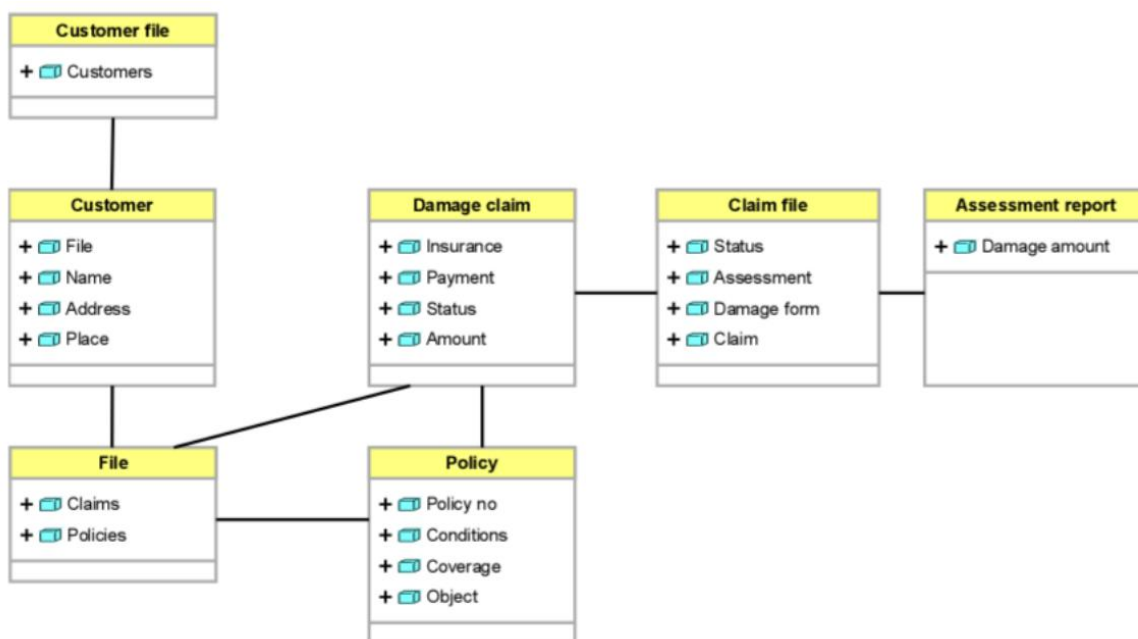 Customer file
+ Customers
Customer
+ File
+ Name
+ Address
+ Place
Damage claim
+ Insurance
+ Payment
+ Status
+ Amount
Claim file
+ Status
+ Assessment
+ Damage form
+ Claim
Assessment report
+ Damage amount
File
+ Claims
+ Policies
Policy
+ Policy no
+ Conditions
+ Coverage
+ Object